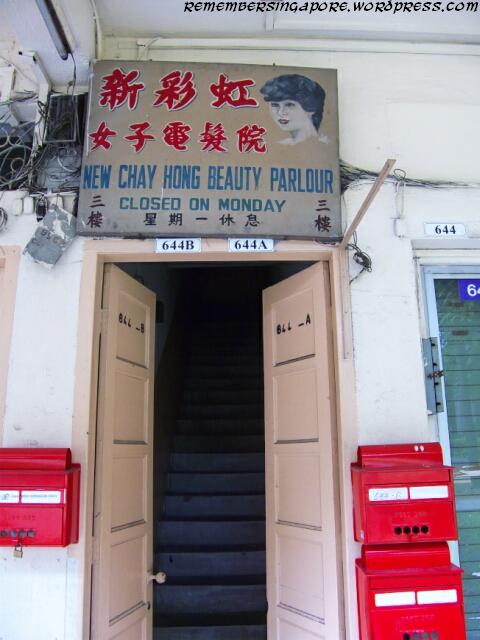 REMEMBERSINGAPORE.WORDPRESS.COM
新彩虹
女子電髮院
NEW CHAY HONG BEAUTY PARLOUR
CLOSED ON MONDAY
三樓 星期一休息 三樓
644B 644A
644
64
644-B 644-A